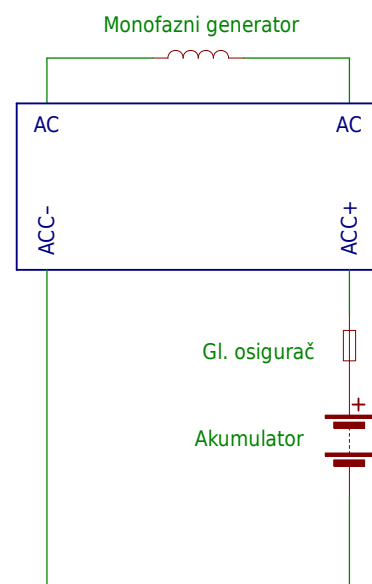 Monofazni generator
AC
AC
ACC-
ACC+
Gl. osigurač
+
Akumulator